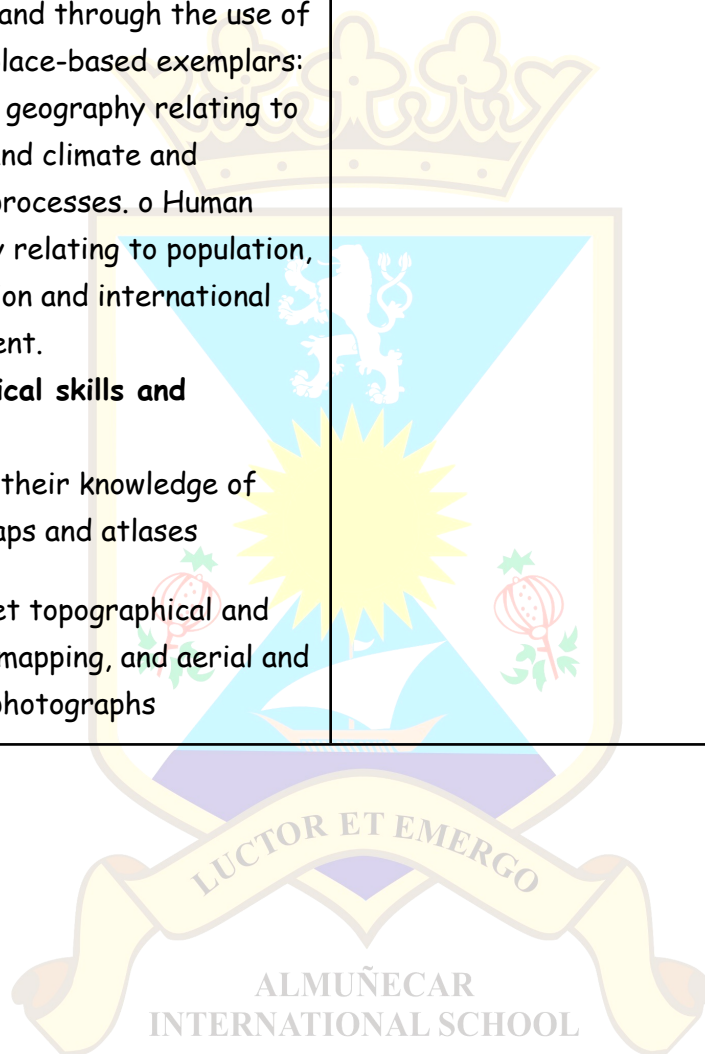 and through the use of
lace-based exemplars:
geography relating to
nd climate and
rocesses. o Human
y relating to population,
on and international
ent.
ical skills and
their knowledge of
aps and atlases
et topographical and
mapping, and aerial and
hotographs
LUCTOR ET EMERGO
ALMUÑECAR
INTERNATIONAL SCHOOL